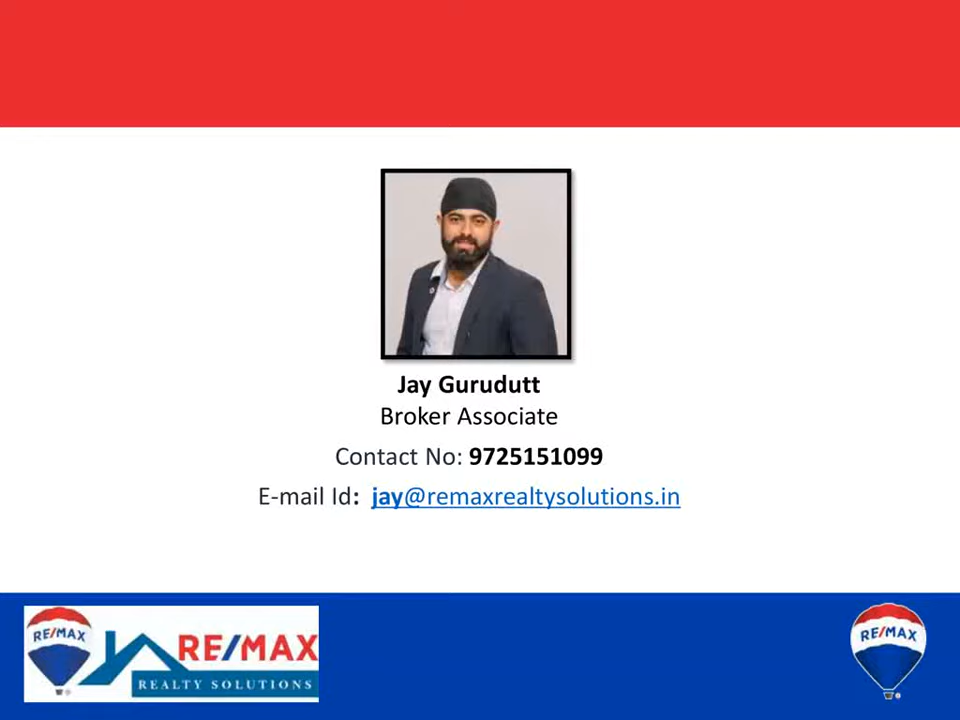 Jay Gurudutt
Broker Associate
Contact No: 9725151099
E-mail Id: jay@remaxrealtysolutions.in
RE/MAX
RE/MAX
REALTY SOLUTIONS
RE/MAX